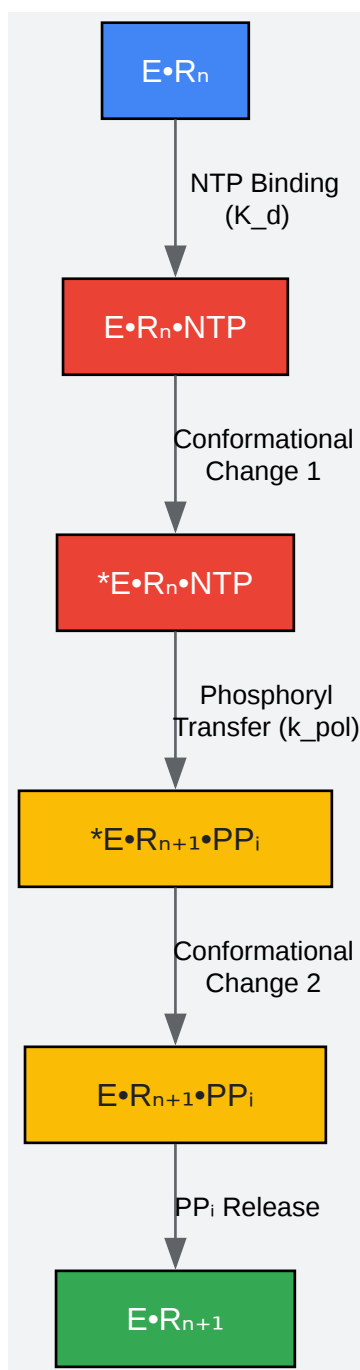 E•Rₙ
NTP Binding
(K_d)
E•Rₙ•NTP
Conformational
Change 1
*E•Rₙ•NTP
Phosphoryl
Transfer (k_pol)
*E•Rₙ₊₁•PPᵢ
Conformational
Change 2
E•Rₙ₊₁•PPᵢ
PPᵢ Release
E•Rₙ₊₁